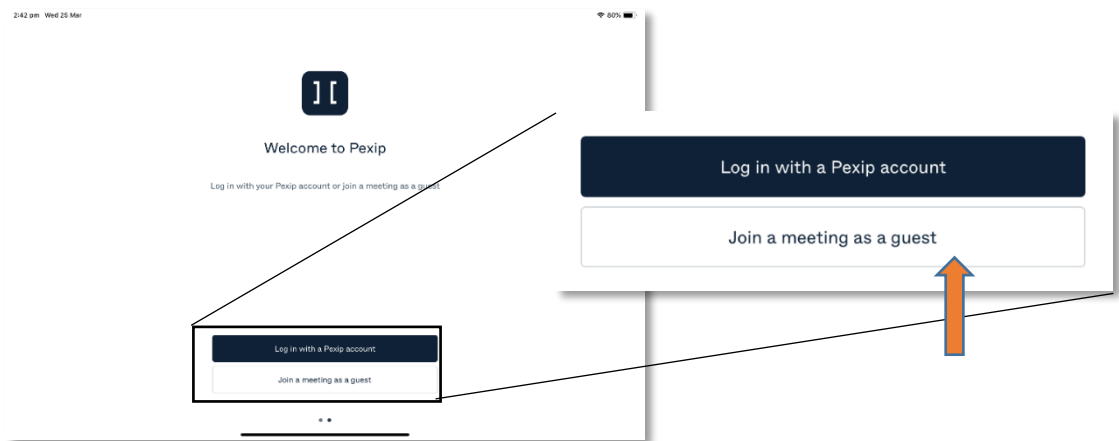 2:42 pm Wed 25 Mar
80%
Welcome to Pexip
Log in with your Pexip account or join a meeting as a guest
Log in with a Pexip account
Join a meeting as a guest
Log in with a Pexip account
Join a meeting as a guest